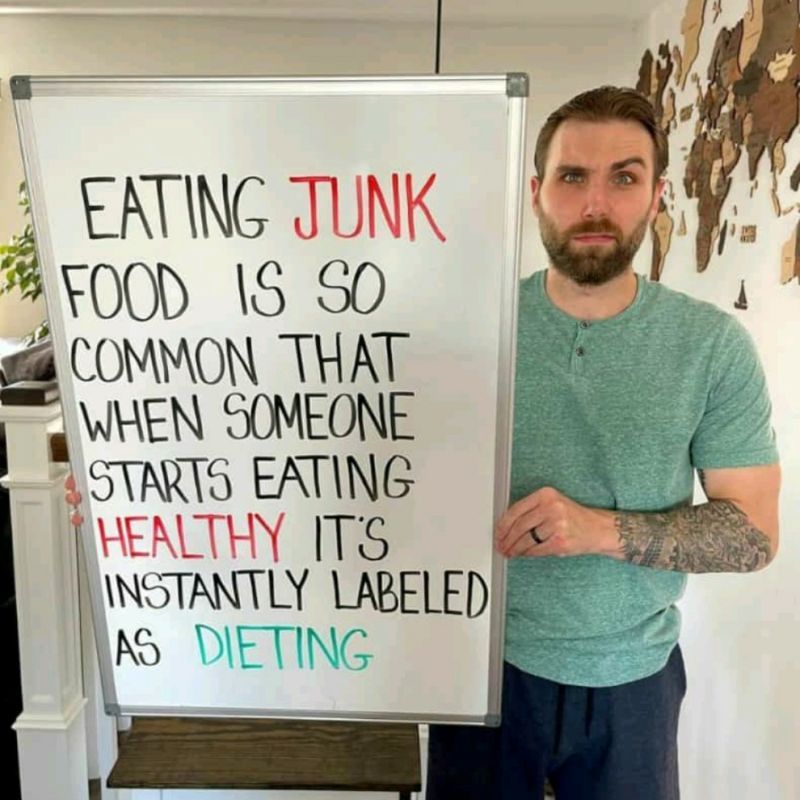 EATING JUNK
FOOD IS SO
COMMON THAT
WHEN SOMEONE
STARTS EATING
HEALTHY IT'S
INSTANTLY LABELED
AS DIETING